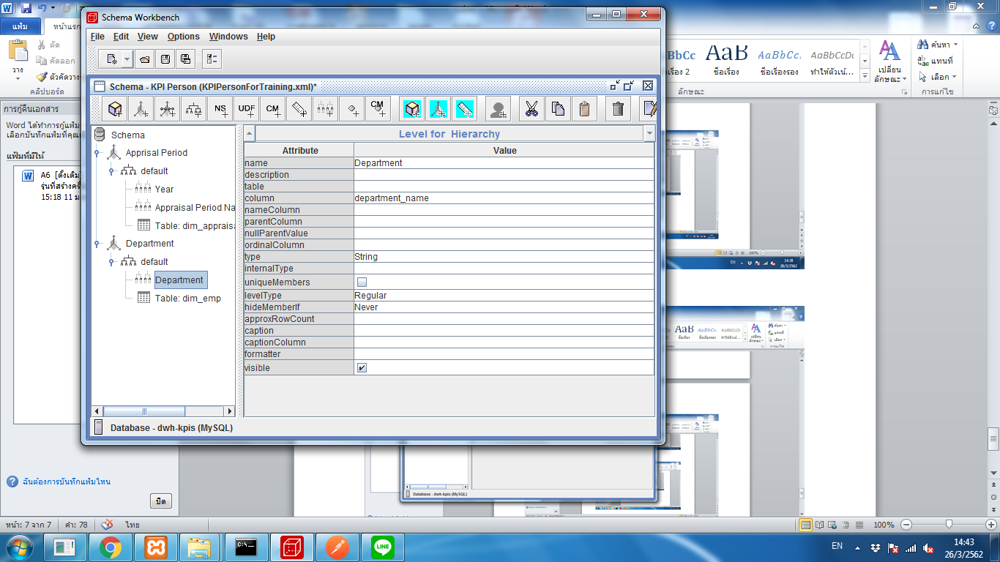 Schema Workbench
File Edit View Options Windows Help
Schema - KPI Person (KPIPersonForTraining.xml)*
NS UDF CM CM
Schema
Apprisal Period
default
Year
Appraisal Period Na
Table: dim_apprais
Department
default
Department
Table: dim_emp
Level for Hierarchy
Attribute Value
name Department
description
table
column department_name
nameColumn
parentColumn
nullParentValue
ordinalColumn
type String
internalType
uniqueMembers
levelType Regular
hideMemberIf Never
approxRowCount
caption
captionColumn
formatter
visible
Database - dwh-kpis (MySQL)
แฟ้ม หน้าแรก
วาง
ตัด
คัดลอก
ตัวคัดวาง
คลิปบอร์ด
การกู้คืนเอกสาร
Word ได้ทำการกู้แฟ้ม
เลือกบันทึกแฟ้มที่คุณ
แฟ้มที่มีให้
A6 [ดั้งเดิม]
รุ่นที่สร้างครั้
15:18 11 ม
ฉันต้องการบันทึกแฟ้มไหน
ปิด
AaB AaBbCc. AaBbCcDc
ื่อเรื่อง 2 ชื่อเรื่อง ชื่อเรื่องรอง ทำให้ตัวเน้...
ลักษณะ
เปลี่ยน
ลักษณะ
ค้นหา
แทนที่
เลือก
การแก้ไข
Database - dwh-kpis (MySQL)
EN 14:38
26/3/2562
หน้า: 7 จาก 7 คำ: 78 ไทย 100%
C:\.
LINE
EN 14:43
26/3/2562